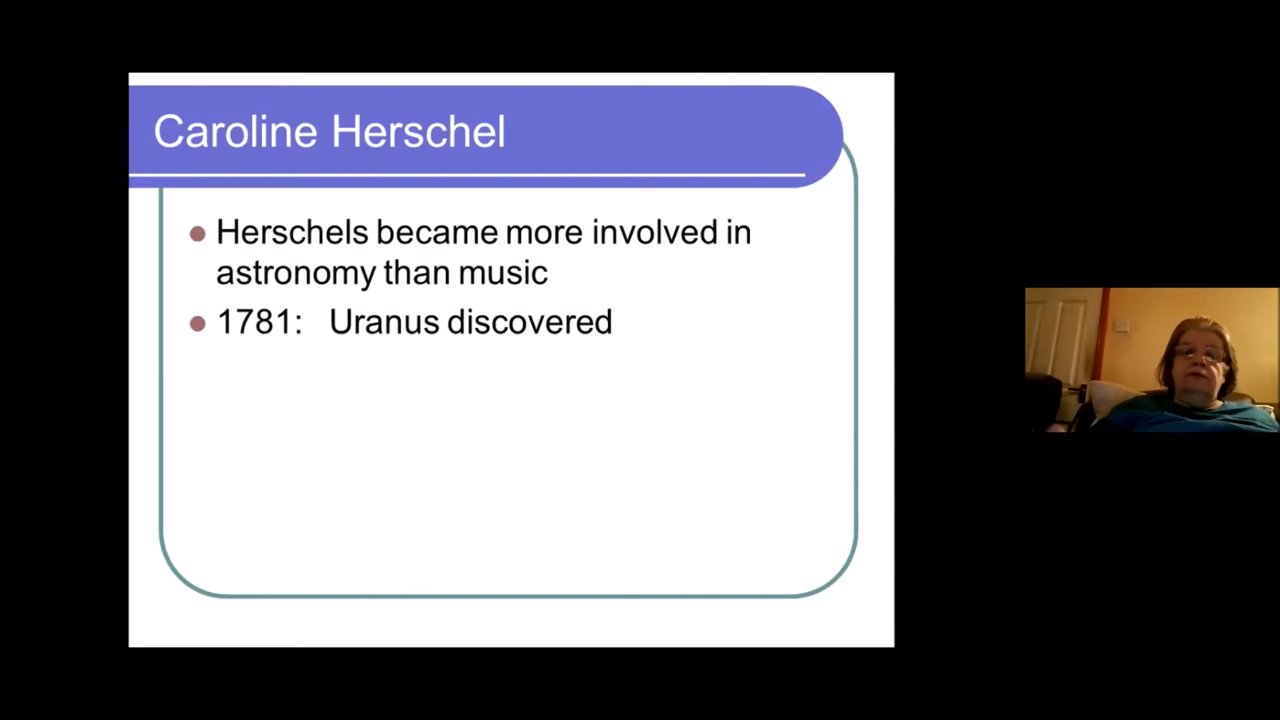 Caroline Herschel
Herschels became more involved in
astronomy than music
1781: Uranus discovered